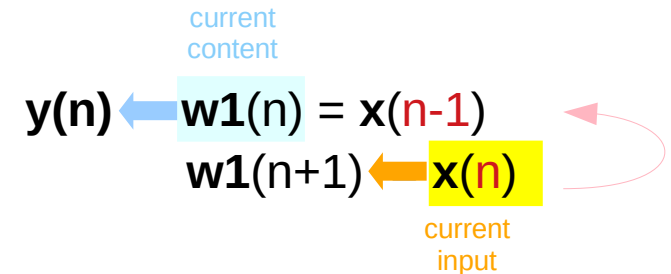 current
content
y(n) w1(n) = x(n-1)
w1(n+1) x(n)
current
input